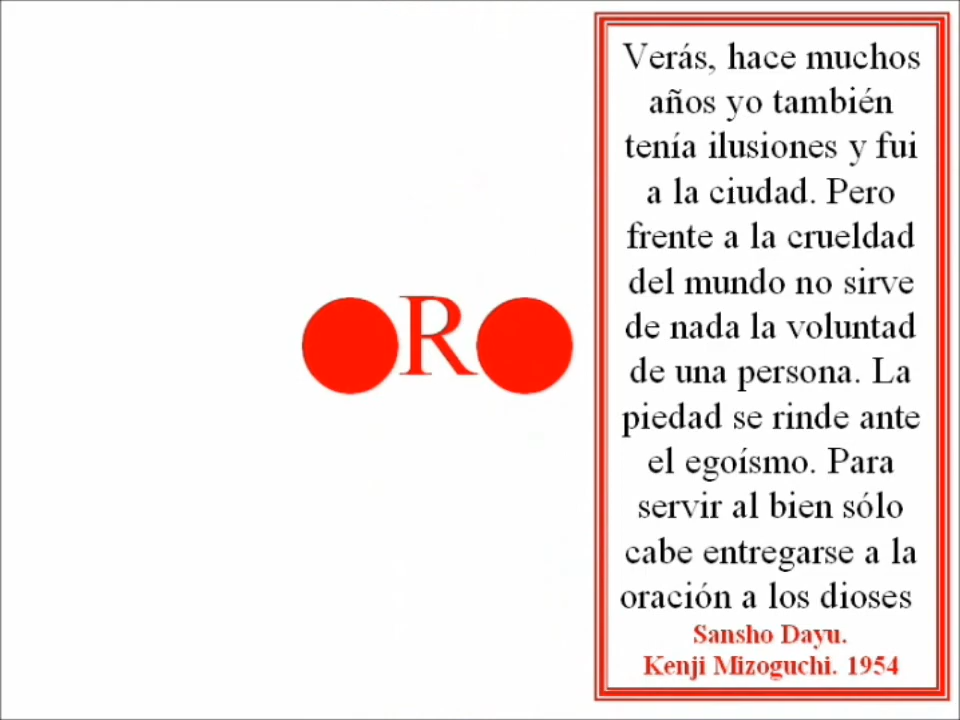 ORO
Verás, hace muchos
años yo también
tenía ilusiones y fui
a la ciudad. Pero
frente a la crueldad
del mundo no sirve
de nada la voluntad
de una persona. La
piedad se rinde ante
el egoísmo. Para
servir al bien sólo
cabe entregarse a la
oración a los dioses
Sansho Dayu.
Kenji Mizoguchi. 1954